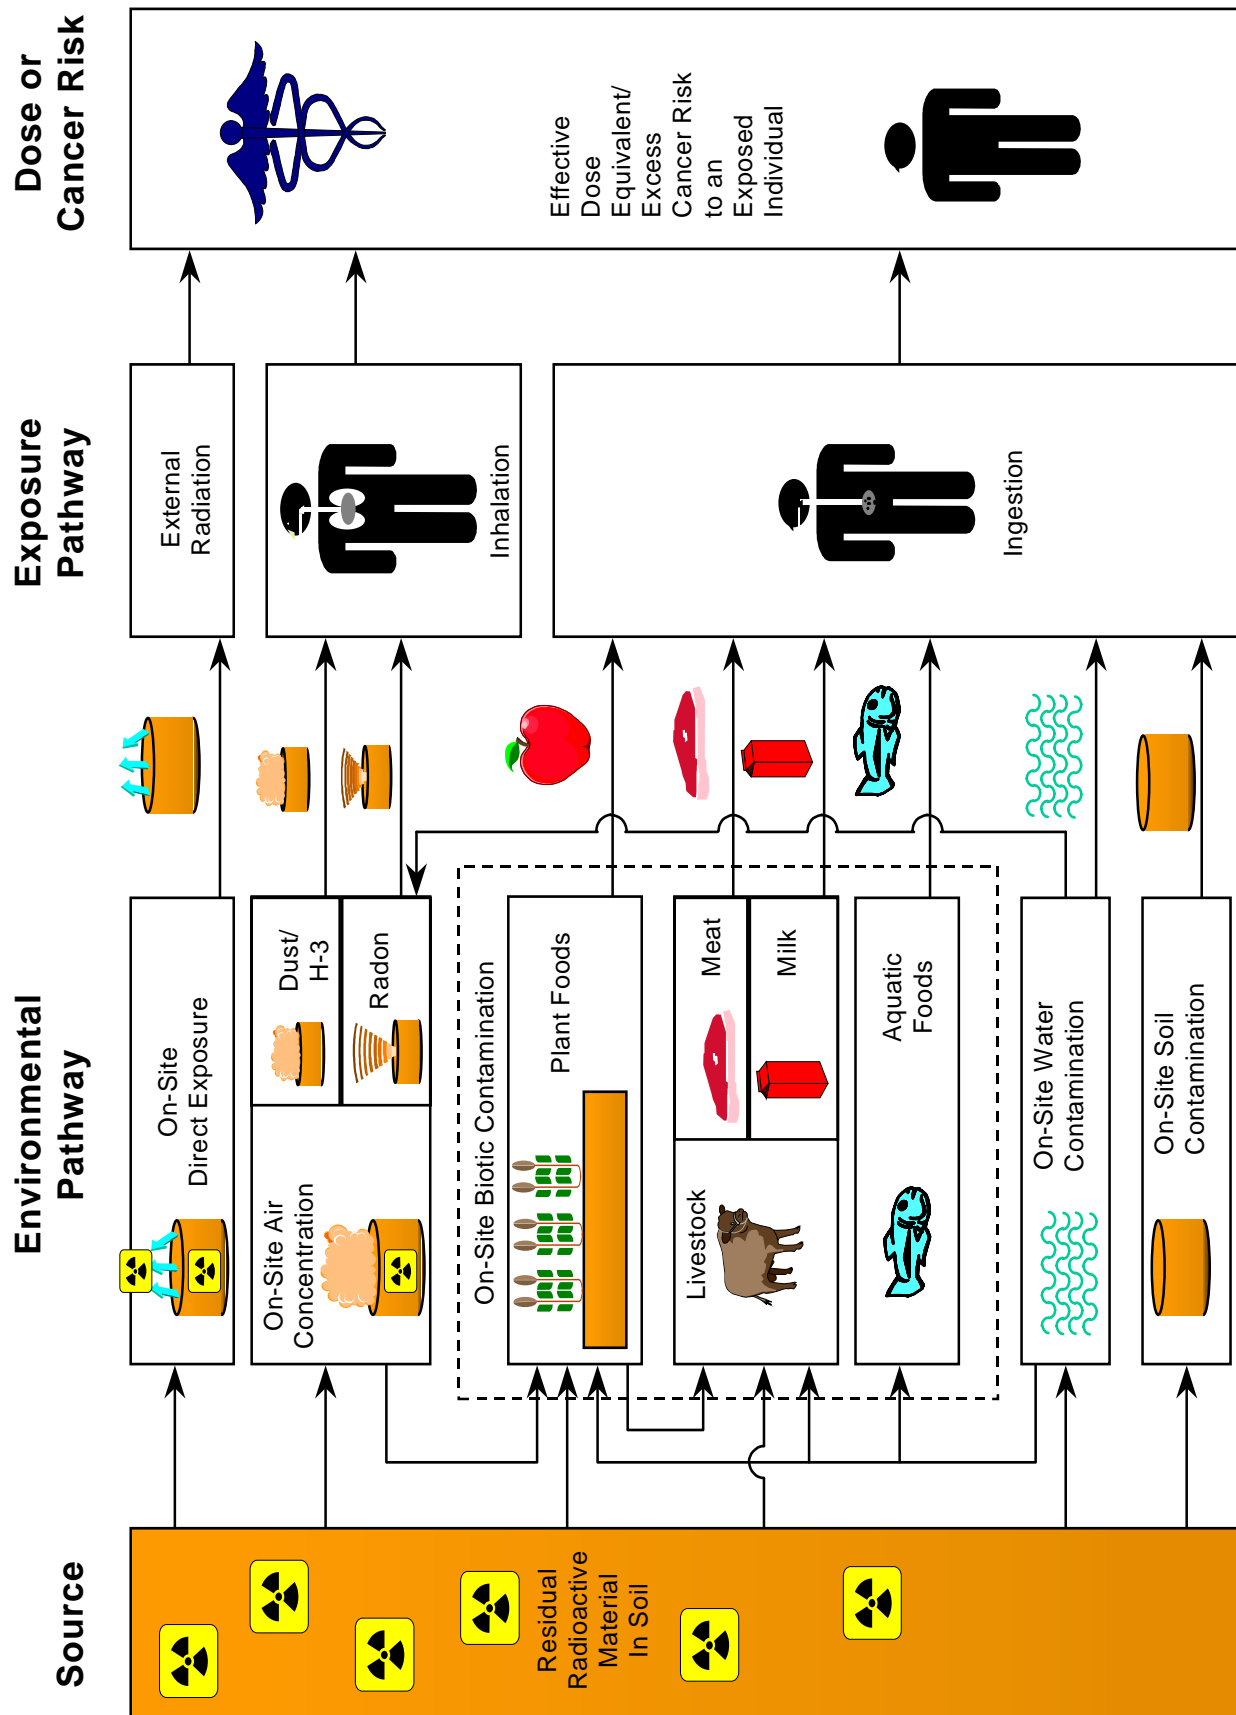 Source
Environmental
Pathway
Exposure
Pathway
Dose or
Cancer Risk
Residual
Radioactive
Material
In Soil
On-Site
Direct Exposure
On-Site Air
Concentration
Dust/
H-3
Radon
On-Site Biotic Contamination
Plant Foods
Livestock
Meat
Milk
Aquatic
Foods
On-Site Water
Contamination
On-Site Soil
Contamination
External
Radiation
Inhalation
Ingestion
Effective
Dose
Equivalent/
Excess
Cancer Risk
to an
Exposed
Individual